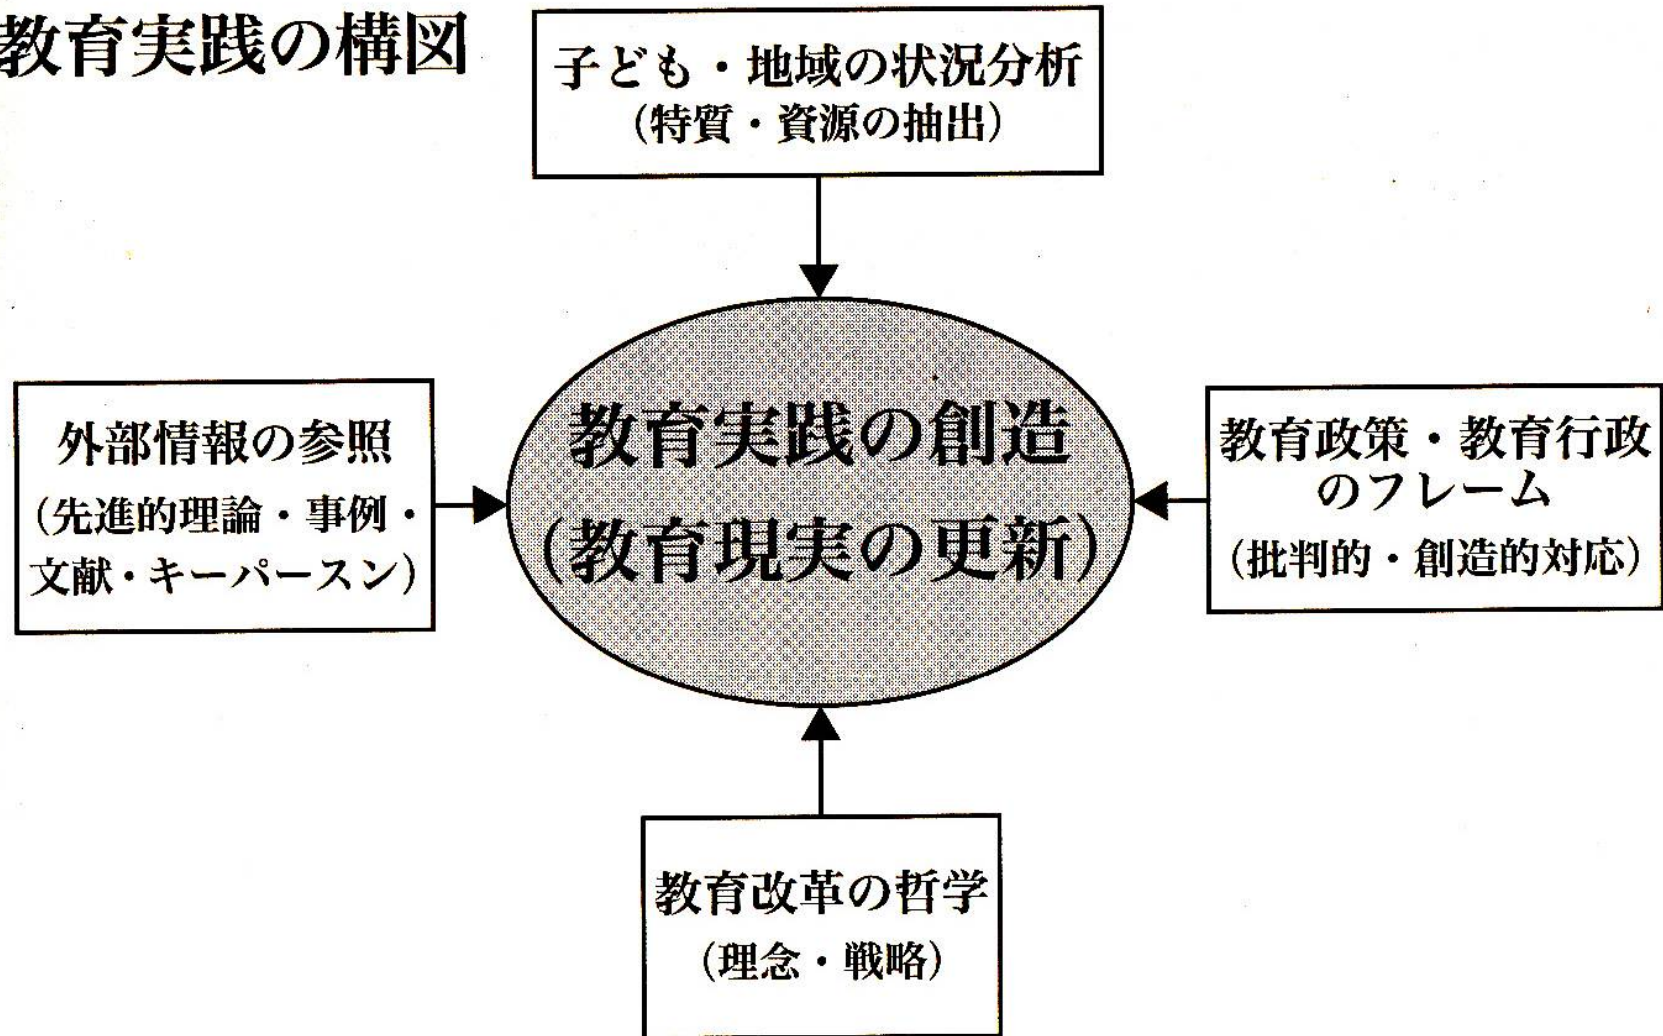 教育実践の構図
子ども・地域の状況分析
（特質・資源の抽出）
外部情報の参照
（先進的理論・事例・
文献・キーパースン）
教育実践の創造
（教育現実の更新）
教育政策・教育行政
のフレーム
（批判的・創造的対応）
教育改革の哲学
（理念・戦略）